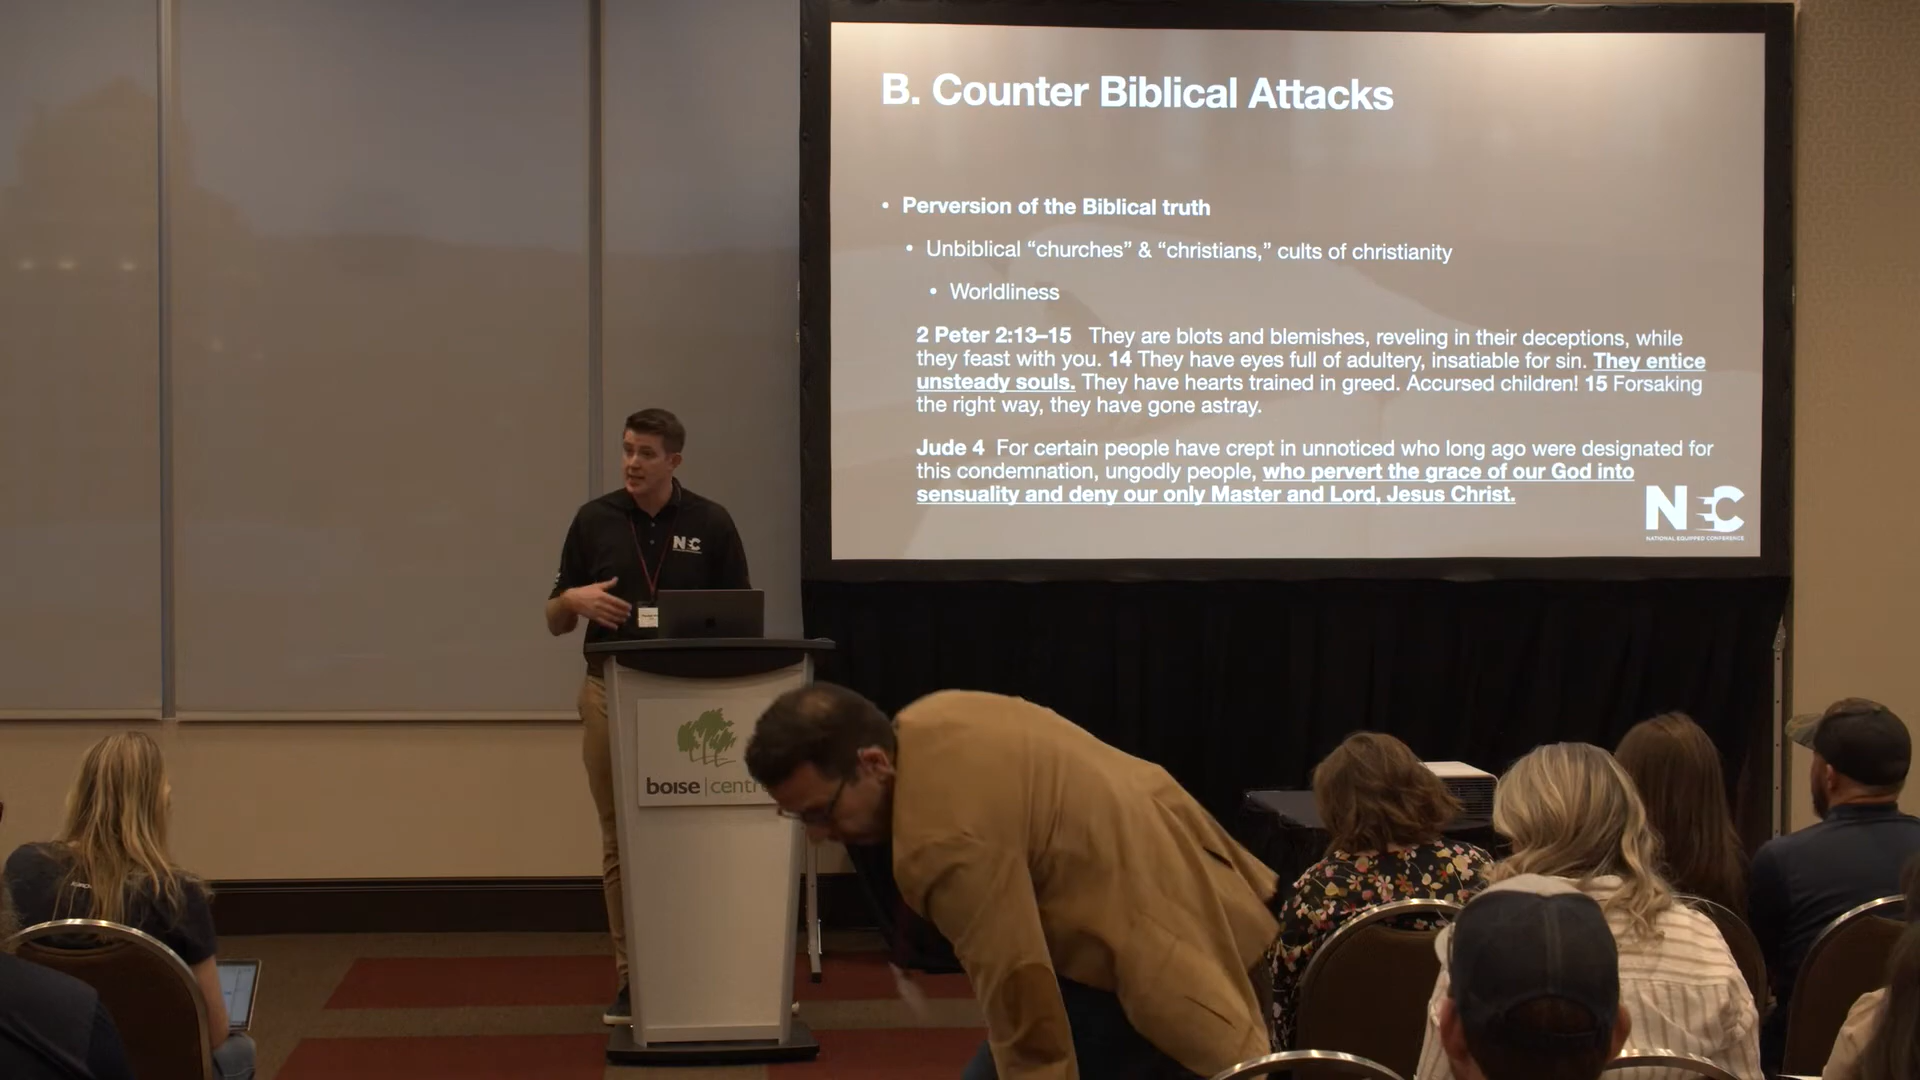 B. Counter Biblical Attacks
• Perversion of the Biblical truth
• Unbiblical “churches” & “christians,” cults of christianity
• Worldliness
2 Peter 2:13–15 They are blots and blemishes, reveling in their deceptions, while
they feast with you. 14 They have eyes full of adultery, insatiable for sin. They entice
unsteady souls. They have hearts trained in greed. Accursed children! 15 Forsaking
the right way, they have gone astray.
Jude 4 For certain people have crept in unnoticed who long ago were designated for
this condemnation, ungodly people, who pervert the grace of our God into
sensuality and deny our only Master and Lord, Jesus Christ.
NEC
NATIONAL EQUIPPED CONFERENCE
NEC
boise | centr